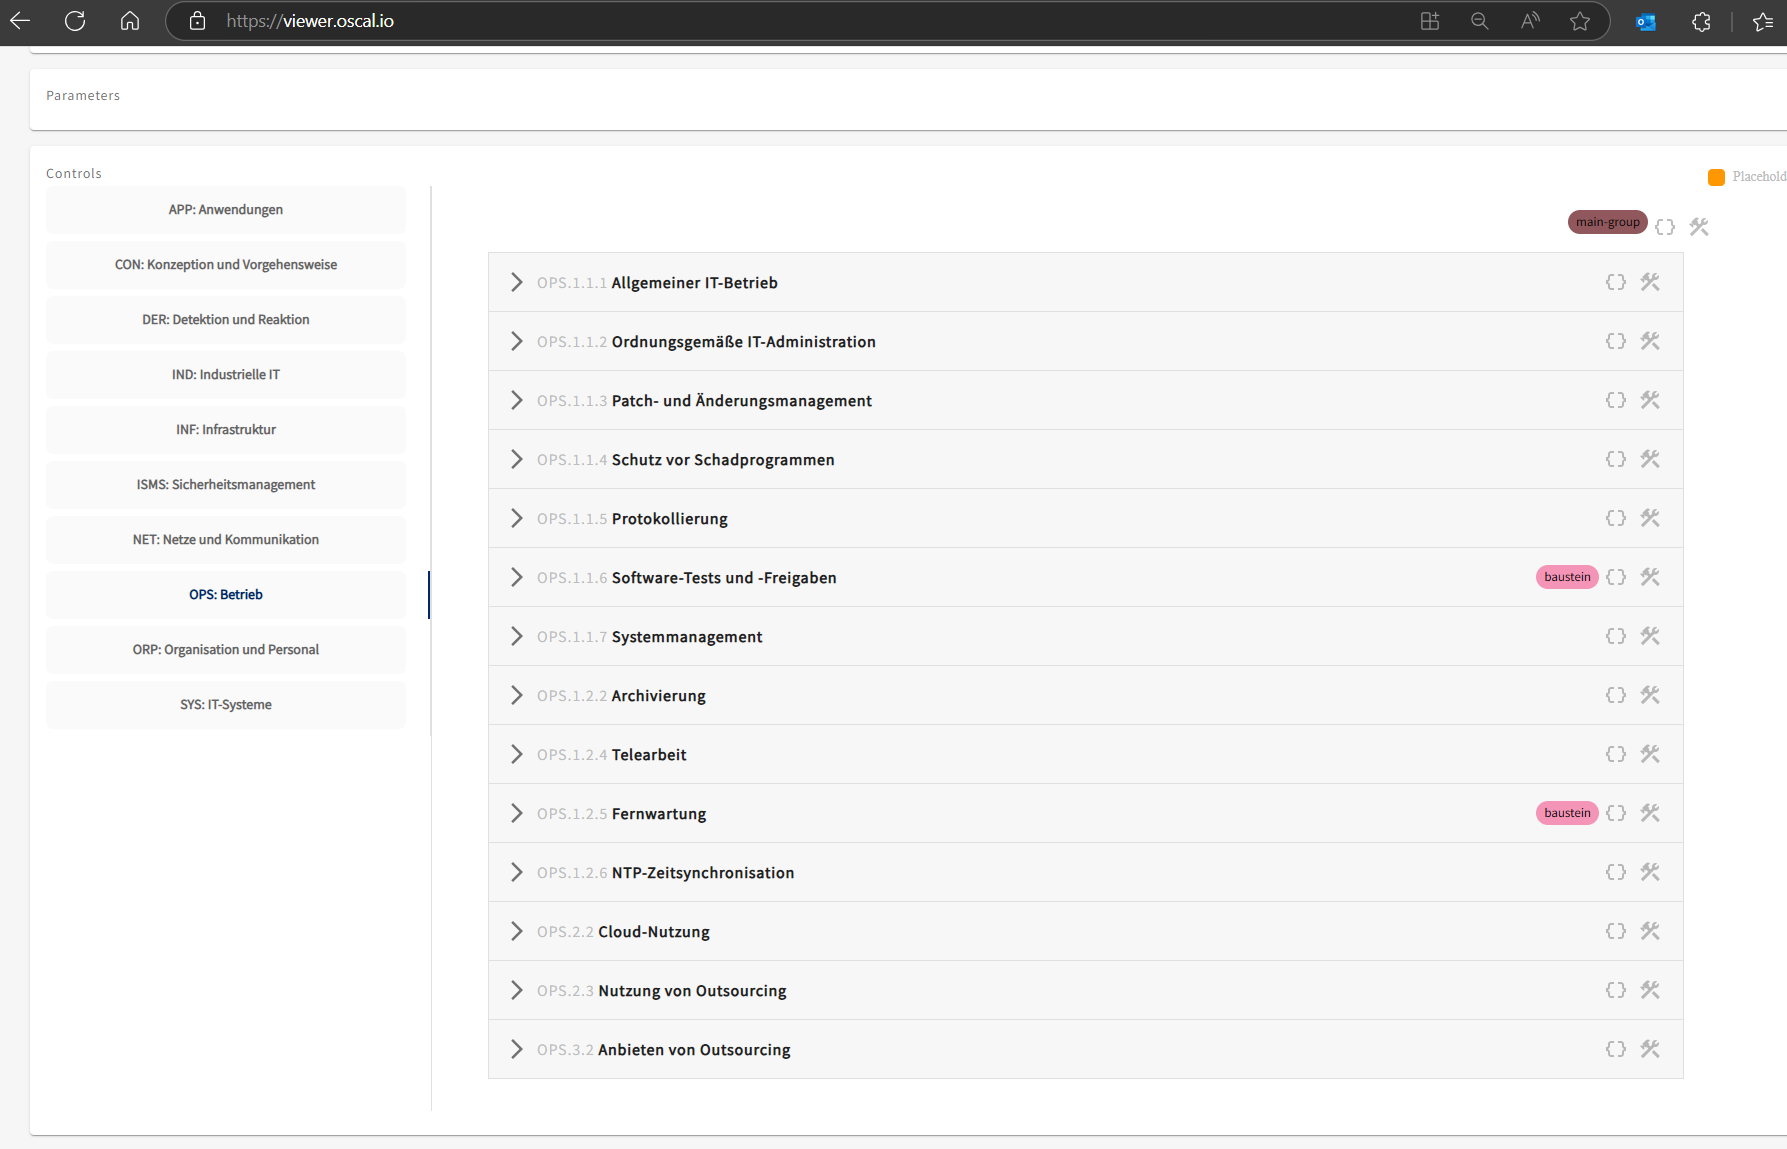 https://viewer.oscal.io
Parameters
Controls
Placehold
APP: Anwendungen
CON: Konzeption und Vorgehensweise
DER: Detektion und Reaktion
IND: Industrielle IT
INF: Infrastruktur
ISMS: Sicherheitsmanagement
NET: Netze und Kommunikation
OPS: Betrieb
ORP: Organisation und Personal
SYS: IT-Systeme
main-group
OPS.1.1.1 Allgemeiner IT-Betrieb
OPS.1.1.2 Ordnungsgemäße IT-Administration
OPS.1.1.3 Patch- und Änderungsmanagement
OPS.1.1.4 Schutz vor Schadprogrammen
OPS.1.1.5 Protokollierung
OPS.1.1.6 Software-Tests und -Freigaben baustein
OPS.1.1.7 Systemmanagement
OPS.1.2.2 Archivierung
OPS.1.2.4 Telearbeit
OPS.1.2.5 Fernwartung baustein
OPS.1.2.6 NTP-Zeitsynchronisation
OPS.2.2 Cloud-Nutzung
OPS.2.3 Nutzung von Outsourcing
OPS.3.2 Anbieten von Outsourcing